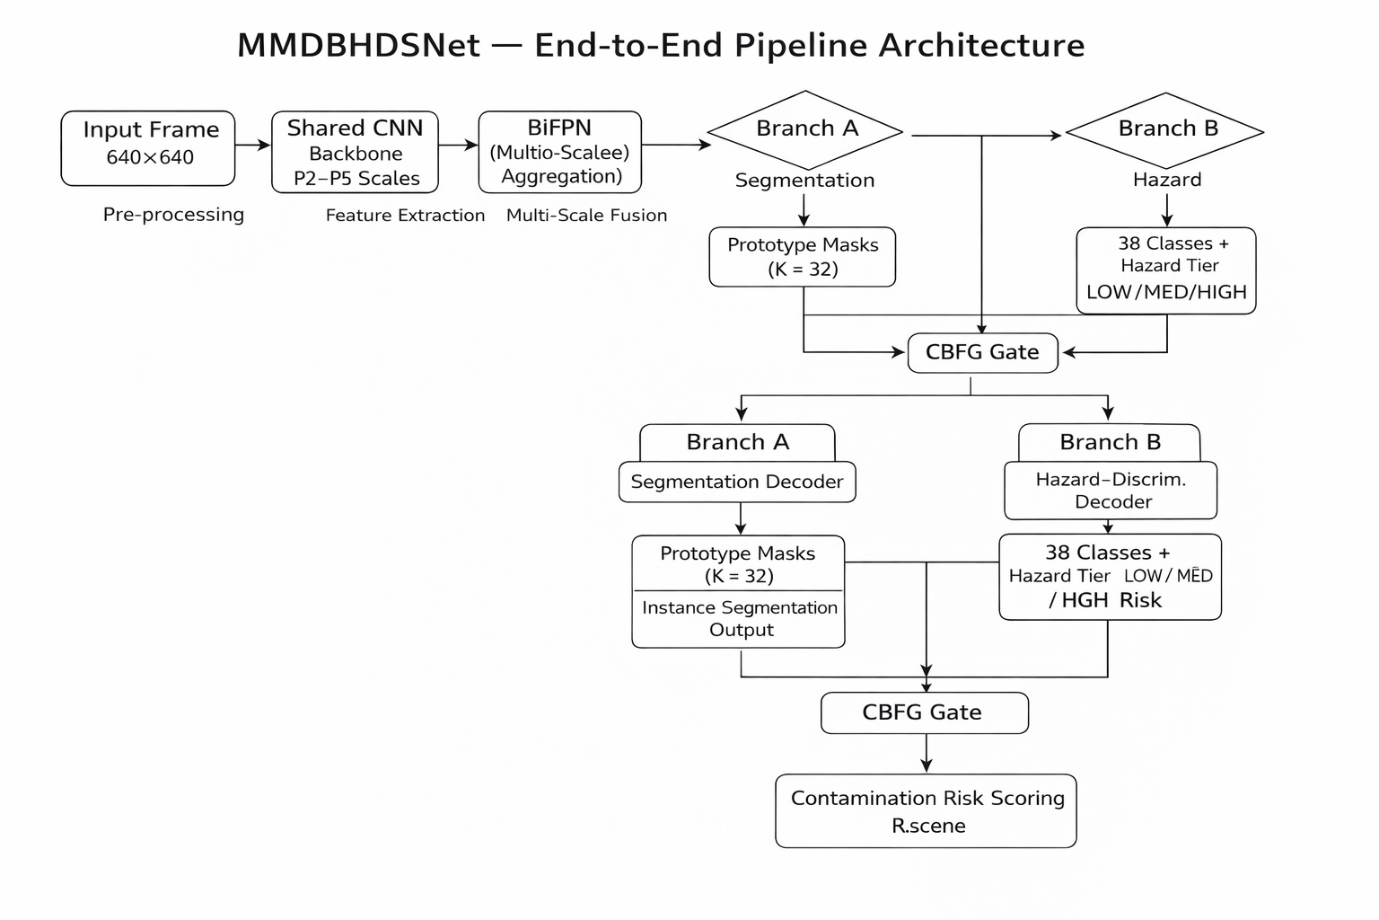 MMDBHDSNet — End-to-End Pipeline Architecture
Input Frame
640×640
Pre-processing
Shared CNN
Backbone
P2–P5 Scales
Feature Extraction
BiFPN
(Multio-Scalee)
Aggregation)
Multi-Scale Fusion
Branch A
Segmentation
Branch B
Hazard
Prototype Masks
(K = 32)
38 Classes +
Hazard Tier
LOW/MED/HIGH
CBFG Gate
Branch A
Segmentation Decoder
Branch B
Hazard–Discrim.
Decoder
Prototype Masks
(K = 32)
Instance Segmentation
Output
38 Classes +
Hazard Tier LOW/MĒD
/HGH Risk
CBFG Gate
Contamination Risk Scoring
R.scene